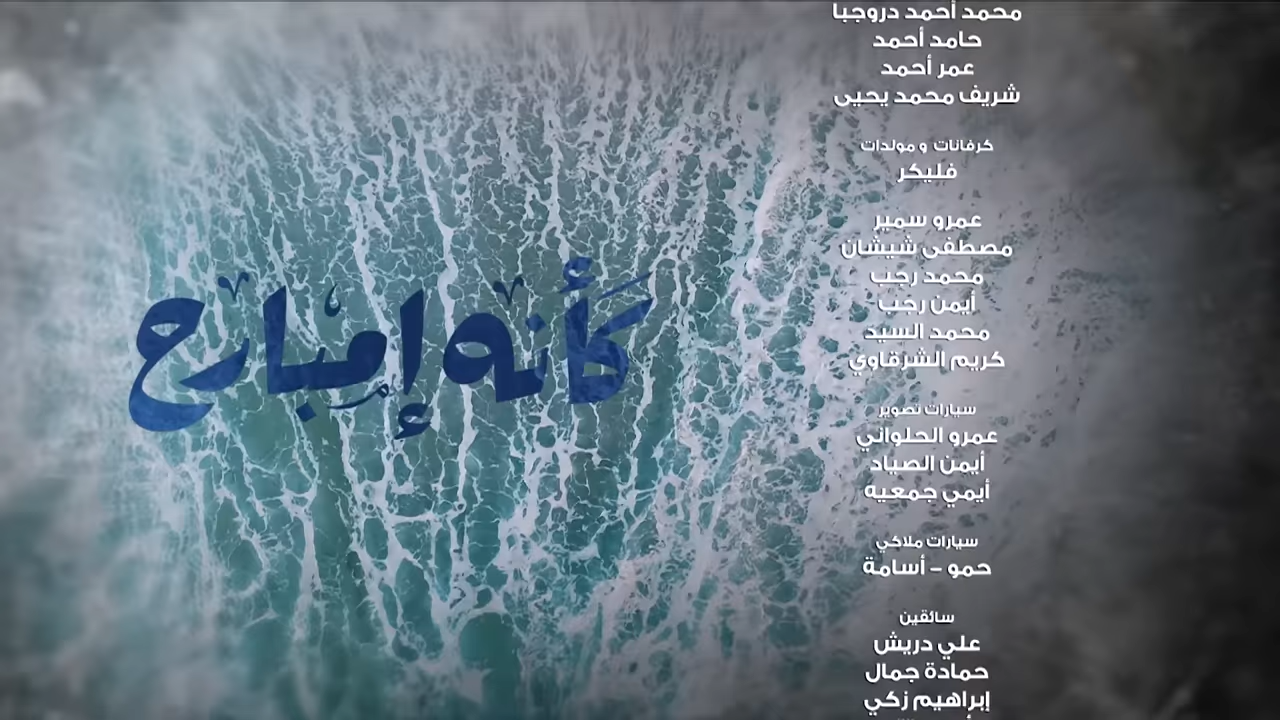 محمد أحمد دروجبا
حامد أحمد
عمر أحمد
شريف محمد يحيى
كرفانات و مولدات
فليكر
عمرو سمير
مصطفى شيشان
محمد رجب
أيمن رجب
محمد السيد
كريم الشرقاوي
سيارات تصوير
عمرو الحلواني
أيمن الصياد
أيمي جمعيه
سيارات ملاكي
حمو - أسامة
سائقين
علي دريش
حمادة جمال
إبراهيم زكي
كأنه إمبارح